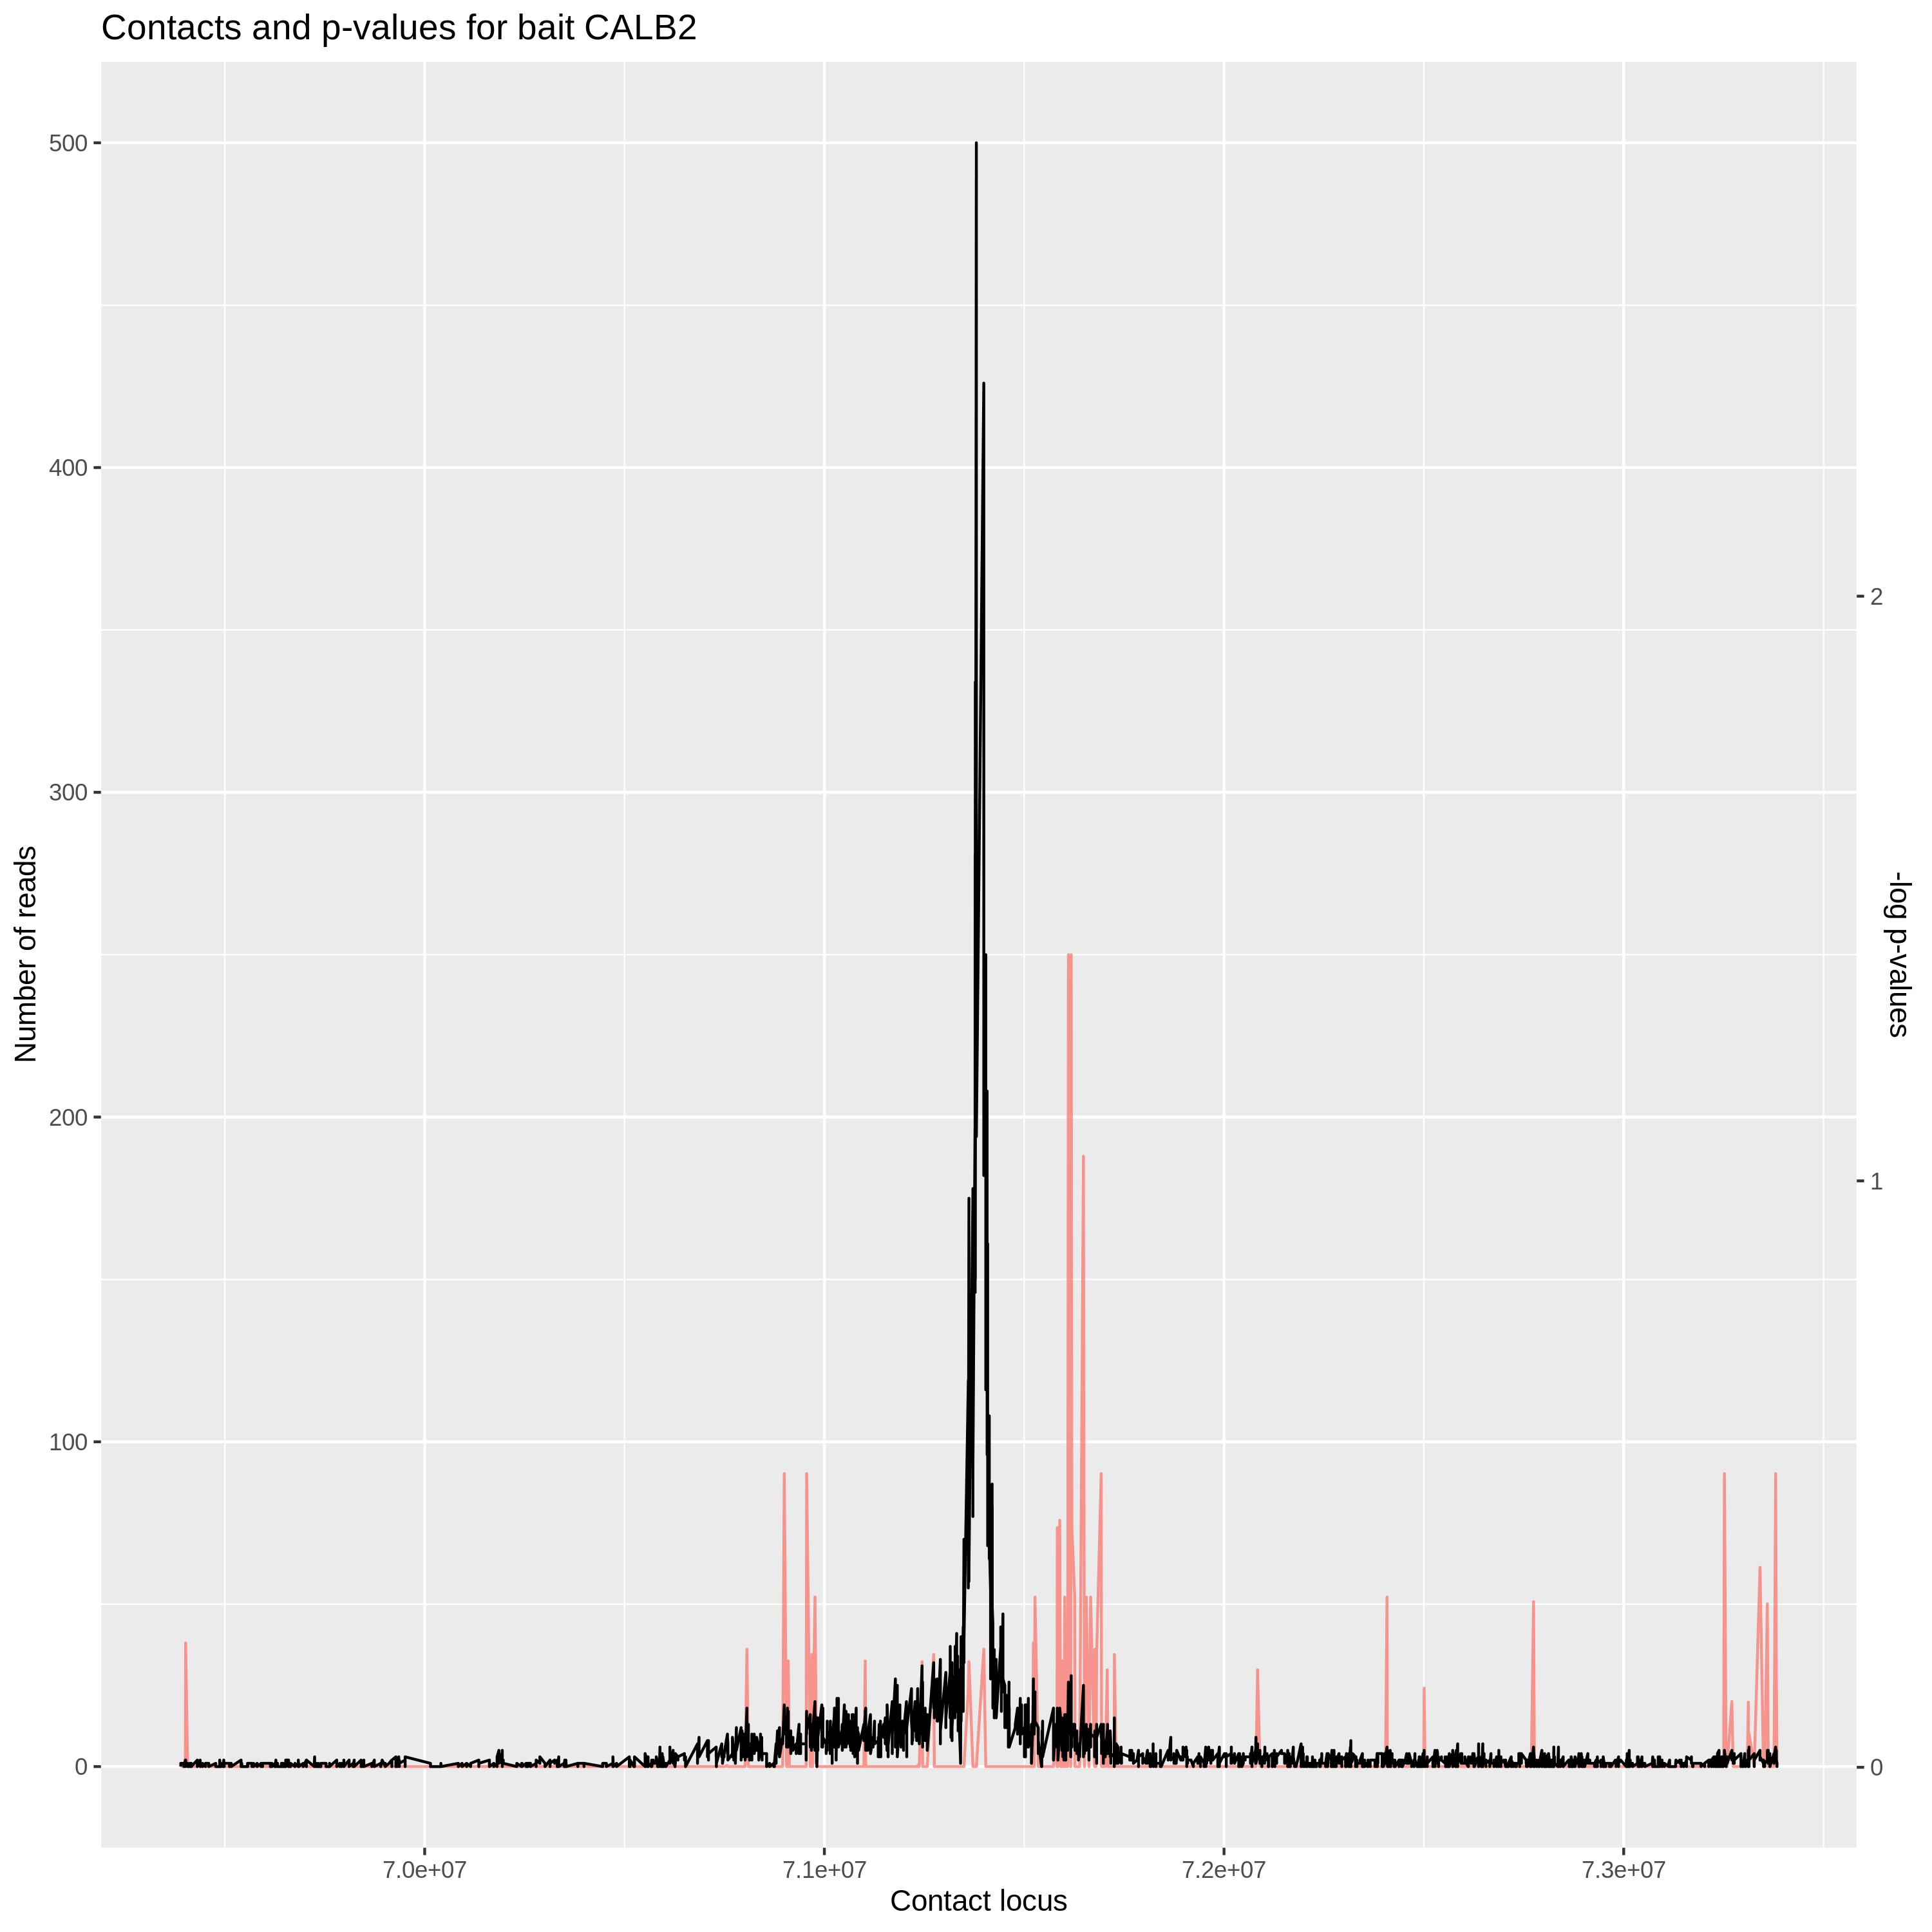 Contacts and p-values for bait CALB2
500
400
300
200
100
0
Number of reads
2
1
0
-log p-values
7.0e+07
7.1e+07
7.2e+07
7.3e+07
Contact locus